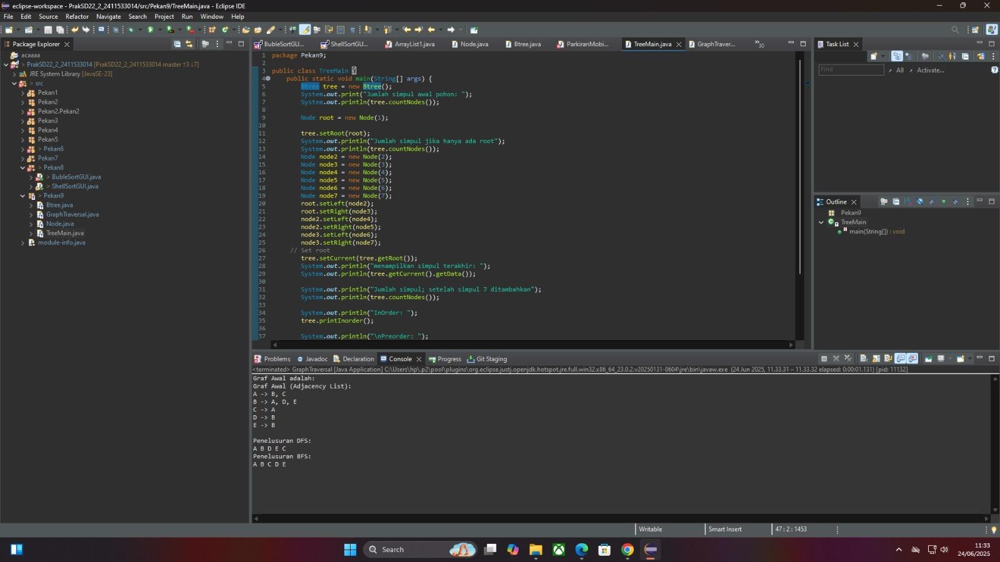 eclipse-workspace - PrakSD22_2_2411533014/src/Pekan9/TreeMain.java - Eclipse IDE
File Edit Source Refactor Navigate Search Project Run Window Help
Package Explorer
acaaaa
> PrakSD22_2_2411533014 [PrakSD22_2_2411533014 master ↑3 ↓7]
JRE System Library [JavaSE-23]
> src
Pekan1
Pekan2
Pekan2.Pekan2
Pekan3
Pekan4
Pekan5
> Pekan6
Pekan7
> Pekan8
> BubleSortGUI.java
> ShellSortGUI.java
> Pekan9
Btree.java
GraphTraversal.java
Node.java
TreeMain.java
module-info.java
BubleSortGU... ShellSortGU... ArrayList1.java Node.java Btree.java ParkiranMobi... TreeMain.java GraphTraver... »30
1 package Pekan9;
2
3 public class TreeMain {
4 public static void main(String[] args) {
5 Btree tree = new Btree();
6 System.out.print("Jumlah simpul awal pohon: ");
7 System.out.println(tree.countNodes());
8
9 Node root = new Node(1);
10
11 tree.setRoot(root);
12 System.out.println("Jumlah simpul jika hanya ada root");
13 System.out.println(tree.countNodes());
14 Node node2 = new Node(2);
15 Node node3 = new Node(3);
16 Node node4 = new Node(4);
17 Node node5 = new Node(5);
18 Node node6 = new Node(6);
19 Node node7 = new Node(7);
20 root.setLeft(node2);
21 root.setRight(node3);
22 node2.setLeft(node4);
23 node2.setRight(node5);
24 node3.setLeft(node6);
25 node3.setRight(node7);
26 // Set root
27 tree.setCurrent(tree.getRoot());
28 System.out.println("menampilkan simpul terakhir: ");
29 System.out.println(tree.getCurrent().getData());
30
31 System.out.println("Jumlah simpul; setelah simpul 7 ditambahkan");
32 System.out.println(tree.countNodes());
33
34 System.out.println("InOrder: ");
35 tree.printInorder();
36
37 System.out.println("\nPreorder: ");
Task List
Find All Activate...
Outline
Pekan9
TreeMain
main(String[]) : void
Problems Javadoc Declaration Console Progress Git Staging
<terminated> GraphTraversal [Java Application] C:\Users\hp\.p2\pool\plugins\org.eclipse.justj.openjdk.hotspot.jre.full.win32.x86_64_23.0.2.v20250131-0604\jre\bin\javaw.exe (24 Jun 2025, 11.33.31 – 11.33.32 elapsed: 0:00:01.131) [pid: 11132]
Graf Awal adalah:
Graf Awal (Adjacency List):
A -> B, C
B -> A, D, E
C -> A
D -> B
E -> B
Penelusuran DFS:
A B D E C
Penelusuran BFS:
A B C D E
Writable Smart Insert 47 : 2 : 1453
Search
11:33
24/06/2025